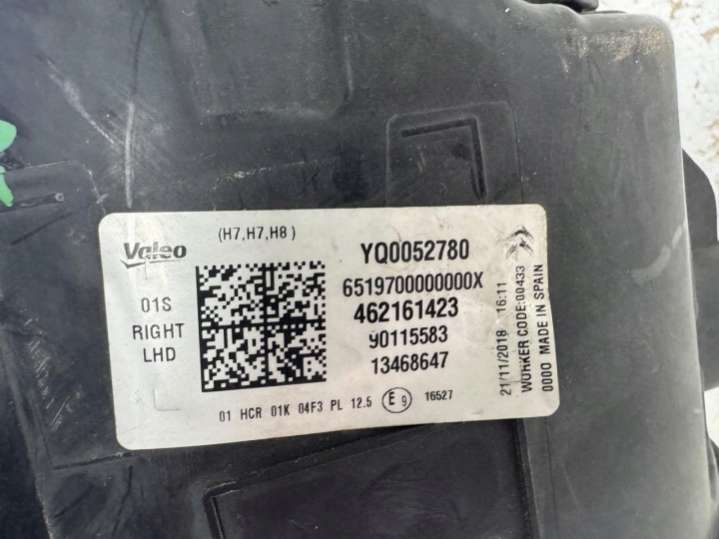 Valeo
(H7,H7,H8 )
YQ0052780
6519700000000X
462161423
90115583
13468647
01S
RIGHT
LHD
01 HCR 01K 04F3 PL 12.5 E9 16527
21/11/2018 16:11
WORKER CODE:00433
0000 MADE IN SPAIN